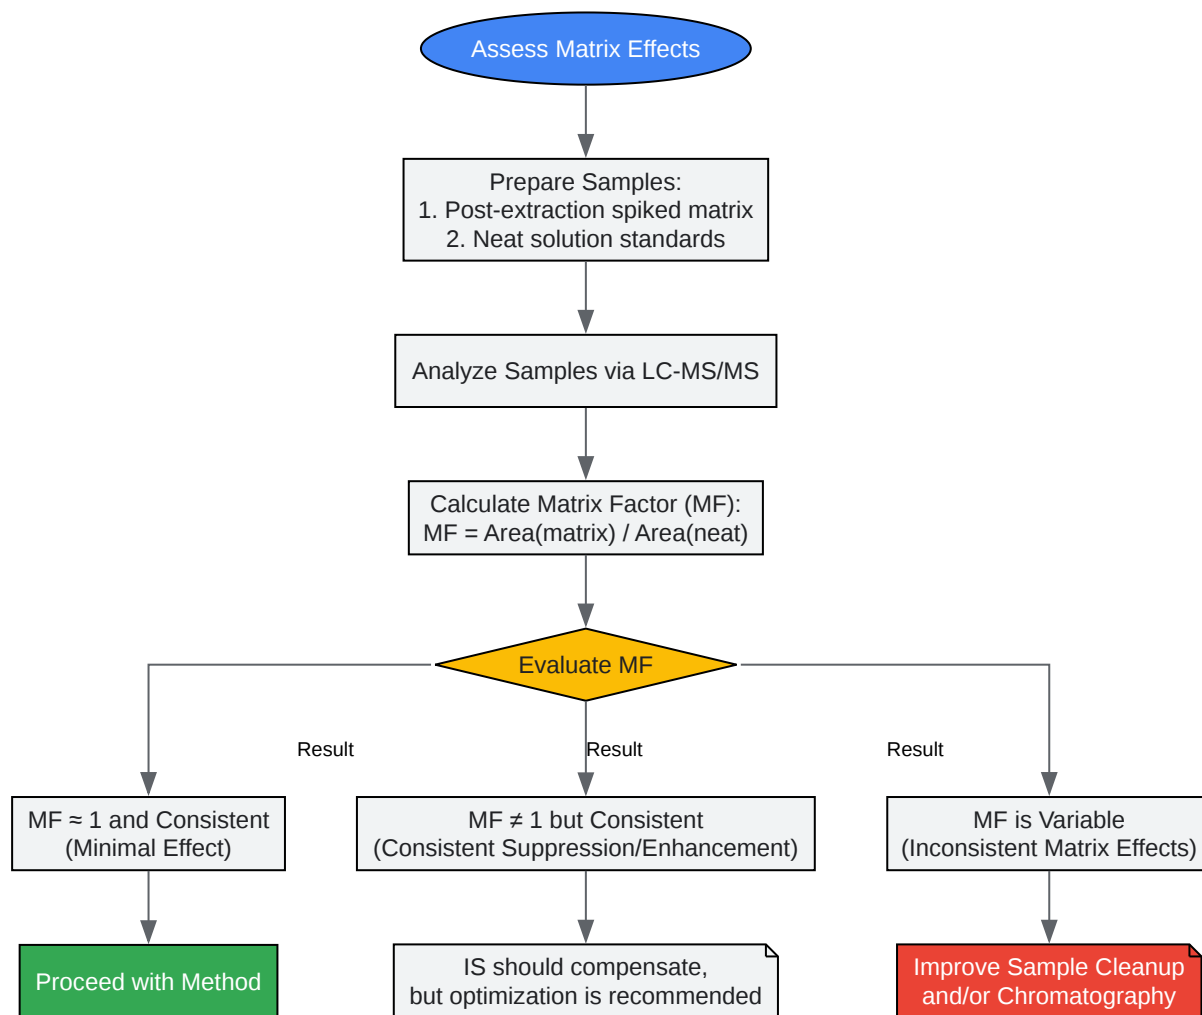 Assess Matrix Effects
Prepare Samples:
1. Post-extraction spiked matrix
2. Neat solution standards
Analyze Samples via LC-MS/MS
Calculate Matrix Factor (MF):
MF = Area(matrix) / Area(neat)
Evaluate MF
Result
Result
Result
MF ≈ 1 and Consistent
(Minimal Effect)
MF ≠ 1 but Consistent
(Consistent Suppression/Enhancement)
MF is Variable
(Inconsistent Matrix Effects)
Proceed with Method
IS should compensate,
but optimization is recommended
Improve Sample Cleanup
and/or Chromatography